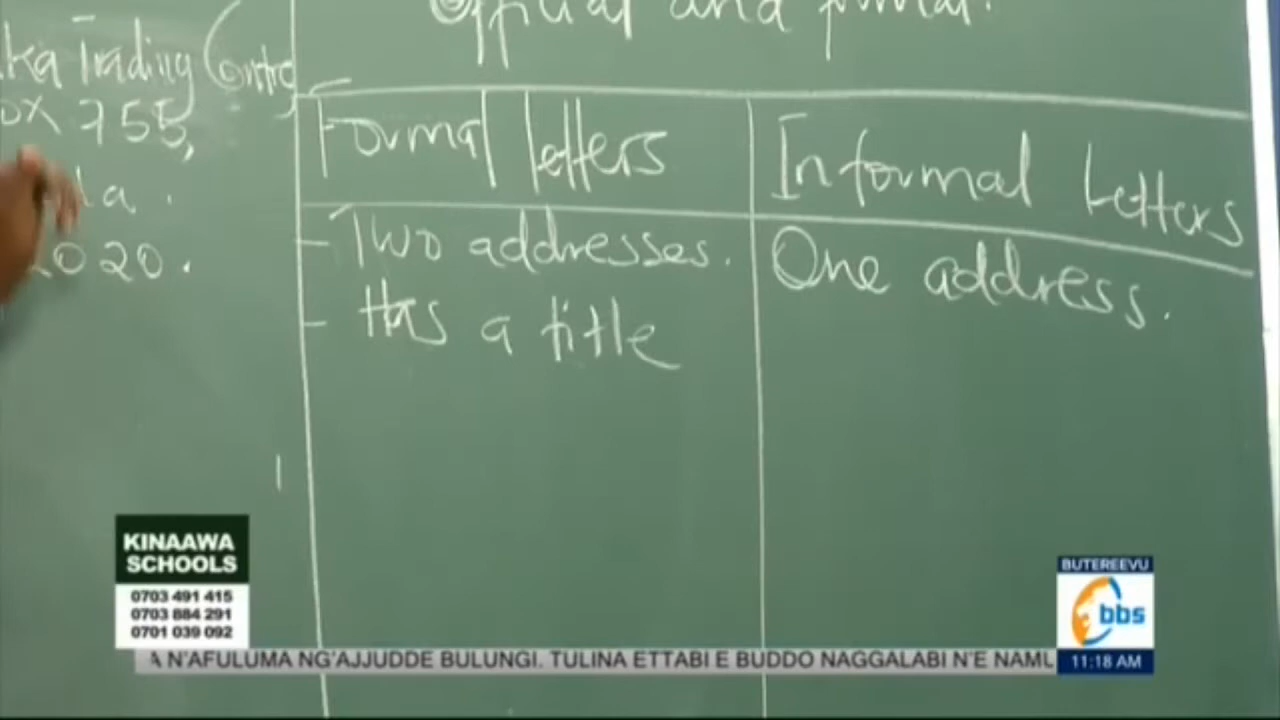 Official and formal.
Ka Trading Centre
OX 755,
la.
2020.
Formal letters
Informal Letters
- Two addresses.
One address.
- Has a title
KINAAWA
SCHOOLS
0703 491 415
0703 884 291
0701 039 092
BUTEREEVU
bbs
11:18 AM
A N'AFULUMA NG'AJJUDDE BULUNGI. TULINA ETTABI E BUDDO NAGGALABI N'E NAMU